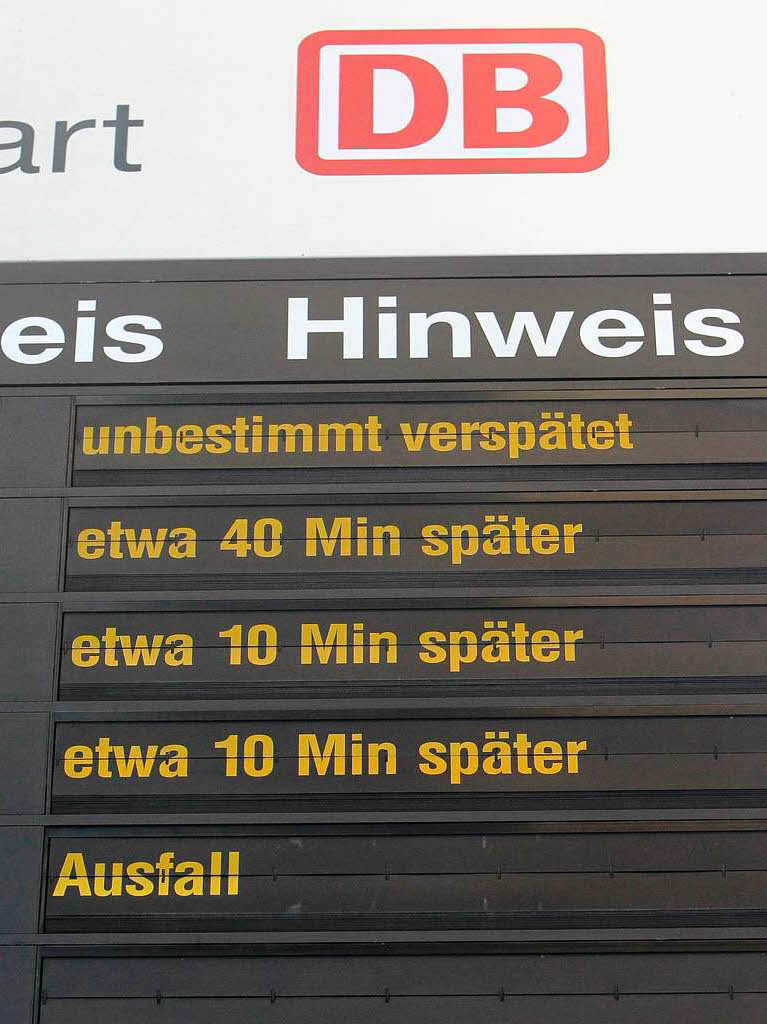 art
DB
eis Hinweis
unbestimmt verspätet
etwa 40 Min später
etwa 10 Min später
etwa 10 Min später
Ausfall